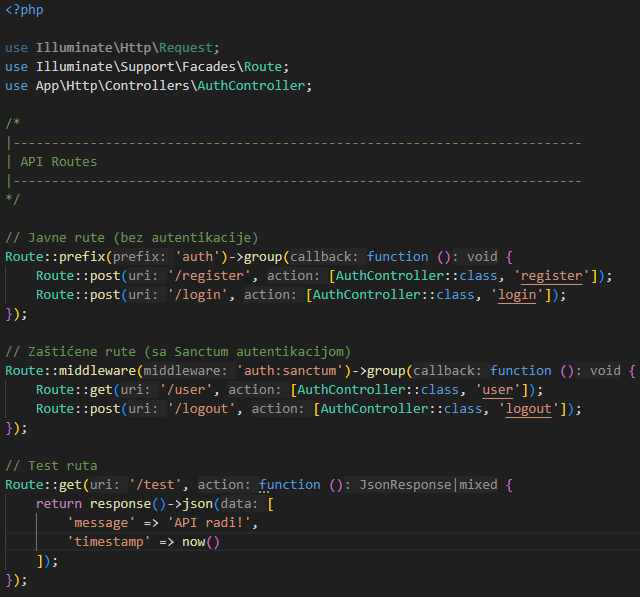 <?php
use Illuminate\Http\Request;
use Illuminate\Support\Facades\Route;
use App\Http\Controllers\AuthController;
/*
|--------------------------------------------------------------------------
| API Routes
|--------------------------------------------------------------------------
*/
// Javne rute (bez autentikacije)
Route::prefix(prefix: 'auth')->group(callback: function (): void {
    Route::post(uri: '/register', action: [AuthController::class, 'register']);
    Route::post(uri: '/login', action: [AuthController::class, 'login']);
});
// Zaštićene rute (sa Sanctum autentikacijom)
Route::middleware(middleware: 'auth:sanctum')->group(callback: function (): void {
    Route::get(uri: '/user', action: [AuthController::class, 'user']);
    Route::post(uri: '/logout', action: [AuthController::class, 'logout']);
});
// Test ruta
Route::get(uri: '/test', action: function (): JsonResponse|mixed {
    return response()->json(data: [
        'message' => 'API radi!',
        'timestamp' => now()
    ]);
});